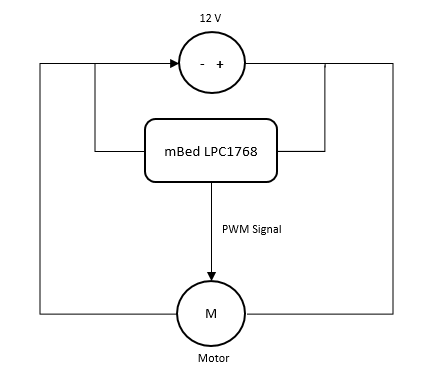 12 V
- +
mBed LPC1768
PWM Signal
M
Motor